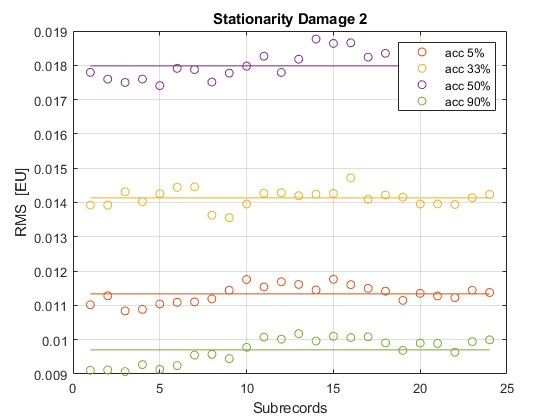 Stationarity Damage 2
0.019
0.018
0.017
0.016
0.015
0.014
0.013
0.012
0.011
0.01
0.009
RMS [EU]
acc 5%
acc 33%
acc 50%
acc 90%
0 5 10 15 20 25
Subrecords